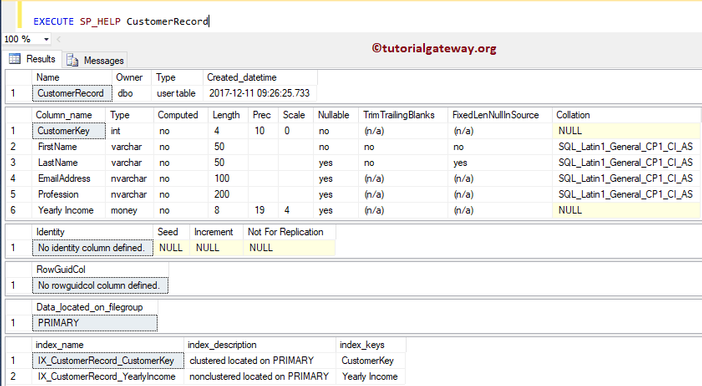 EXECUTE SP_HELP CustomerRecord
100 %
©tutorialgateway.org
Results Messages
Name Owner Type Created_datetime
1 CustomerRecord dbo user table 2017-12-11 09:26:25.733
Column_name Type Computed Length Prec Scale Nullable TrimTrailingBlanks FixedLenNullInSource Collation
1 CustomerKey int no 4 10 0 no (n/a) (n/a) NULL
2 FirstName varchar no 50 no no no SQL_Latin1_General_CP1_CI_AS
3 LastName varchar no 50 yes no yes SQL_Latin1_General_CP1_CI_AS
4 EmailAddress nvarchar no 100 yes (n/a) (n/a) SQL_Latin1_General_CP1_CI_AS
5 Profession nvarchar no 200 yes (n/a) (n/a) SQL_Latin1_General_CP1_CI_AS
6 Yearly Income money no 8 19 4 yes (n/a) (n/a) NULL
Identity Seed Increment Not For Replication
1 No identity column defined. NULL NULL NULL
RowGuidCol
1 No rowguidcol column defined.
Data_located_on_filegroup
1 PRIMARY
index_name index_description index_keys
1 IX_CustomerRecord_CustomerKey clustered located on PRIMARY CustomerKey
2 IX_CustomerRecord_YearlyIncome nonclustered located on PRIMARY Yearly Income